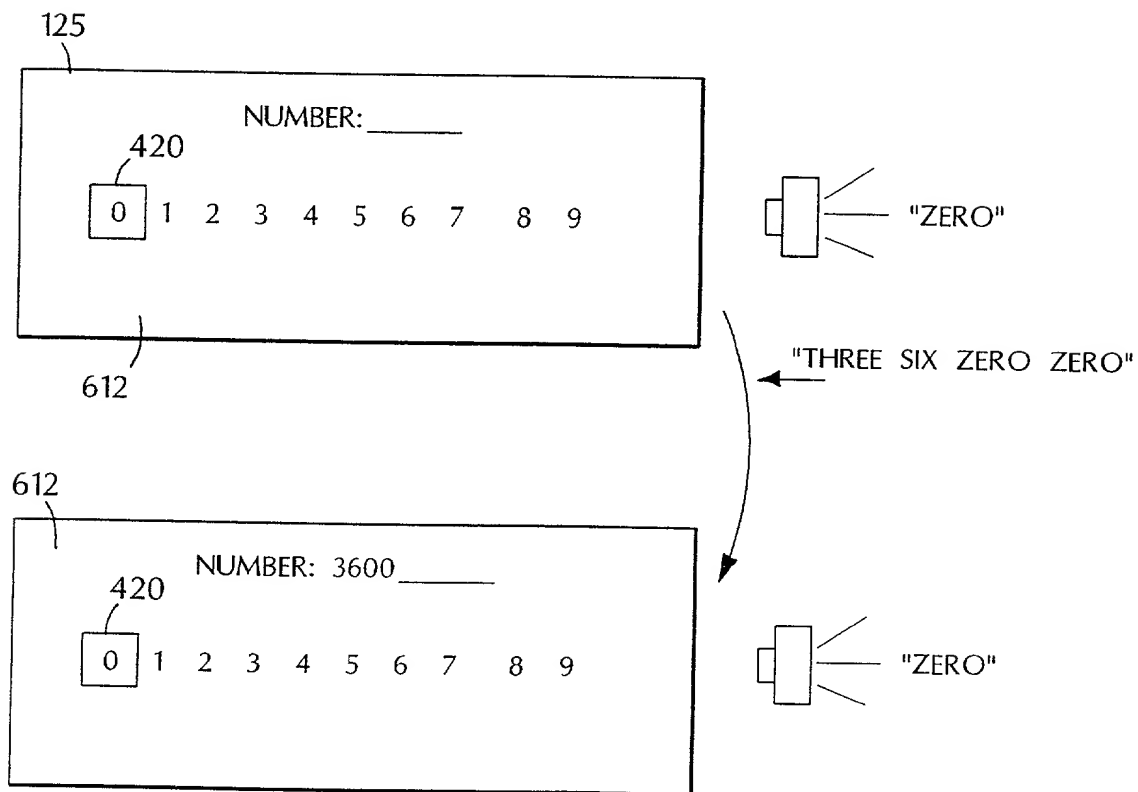 125
NUMBER:
420
0 1 2 3 4 5 6 7 8 9
"ZERO"
612
"THREE SIX ZERO ZERO"
612
NUMBER: 3600
420
0 1 2 3 4 5 6 7 8 9
"ZERO"